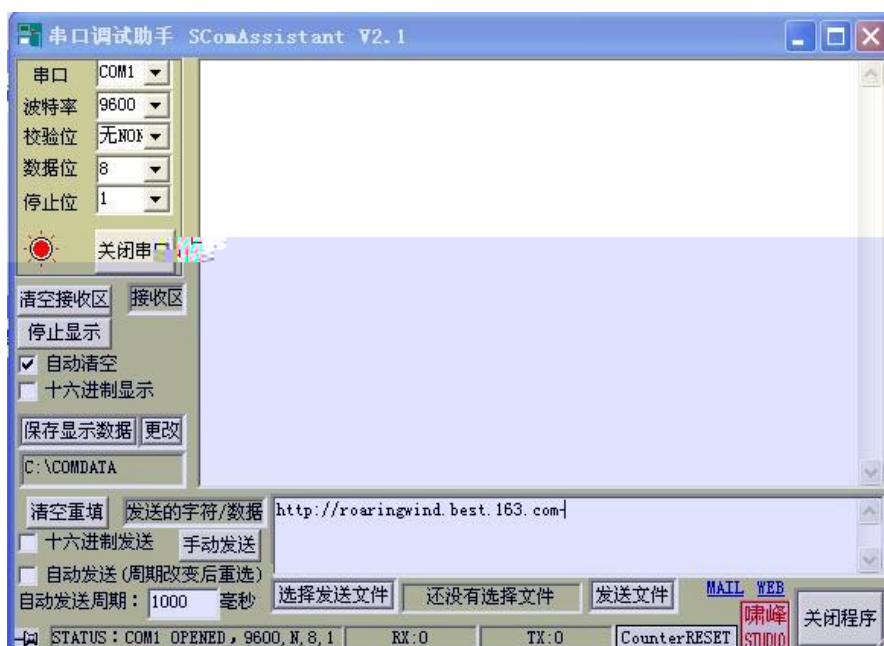 串口调试助手 SComAssistant V2.1
串口 COM1
波特率 9600
校验位 无NON
数据位 8
停止位 1
关闭串口
清空接收区 接收区
停止显示
自动清空
十六进制显示
保存显示数据 更改
C:\COMDATA
清空重填 发送的字符/数据 http://roaringwind.best.163.com
十六进制发送 手动发送
自动发送(周期改变后重选)
自动发送周期: 1000 毫秒 选择发送文件 还没有选择文件 发送文件 MAIL WEB
啸峰 STUDIO 关闭程序
STATUS:COM1 OPENED, 9600, N, 8, 1 RX:0 TX:0 CounterRESET